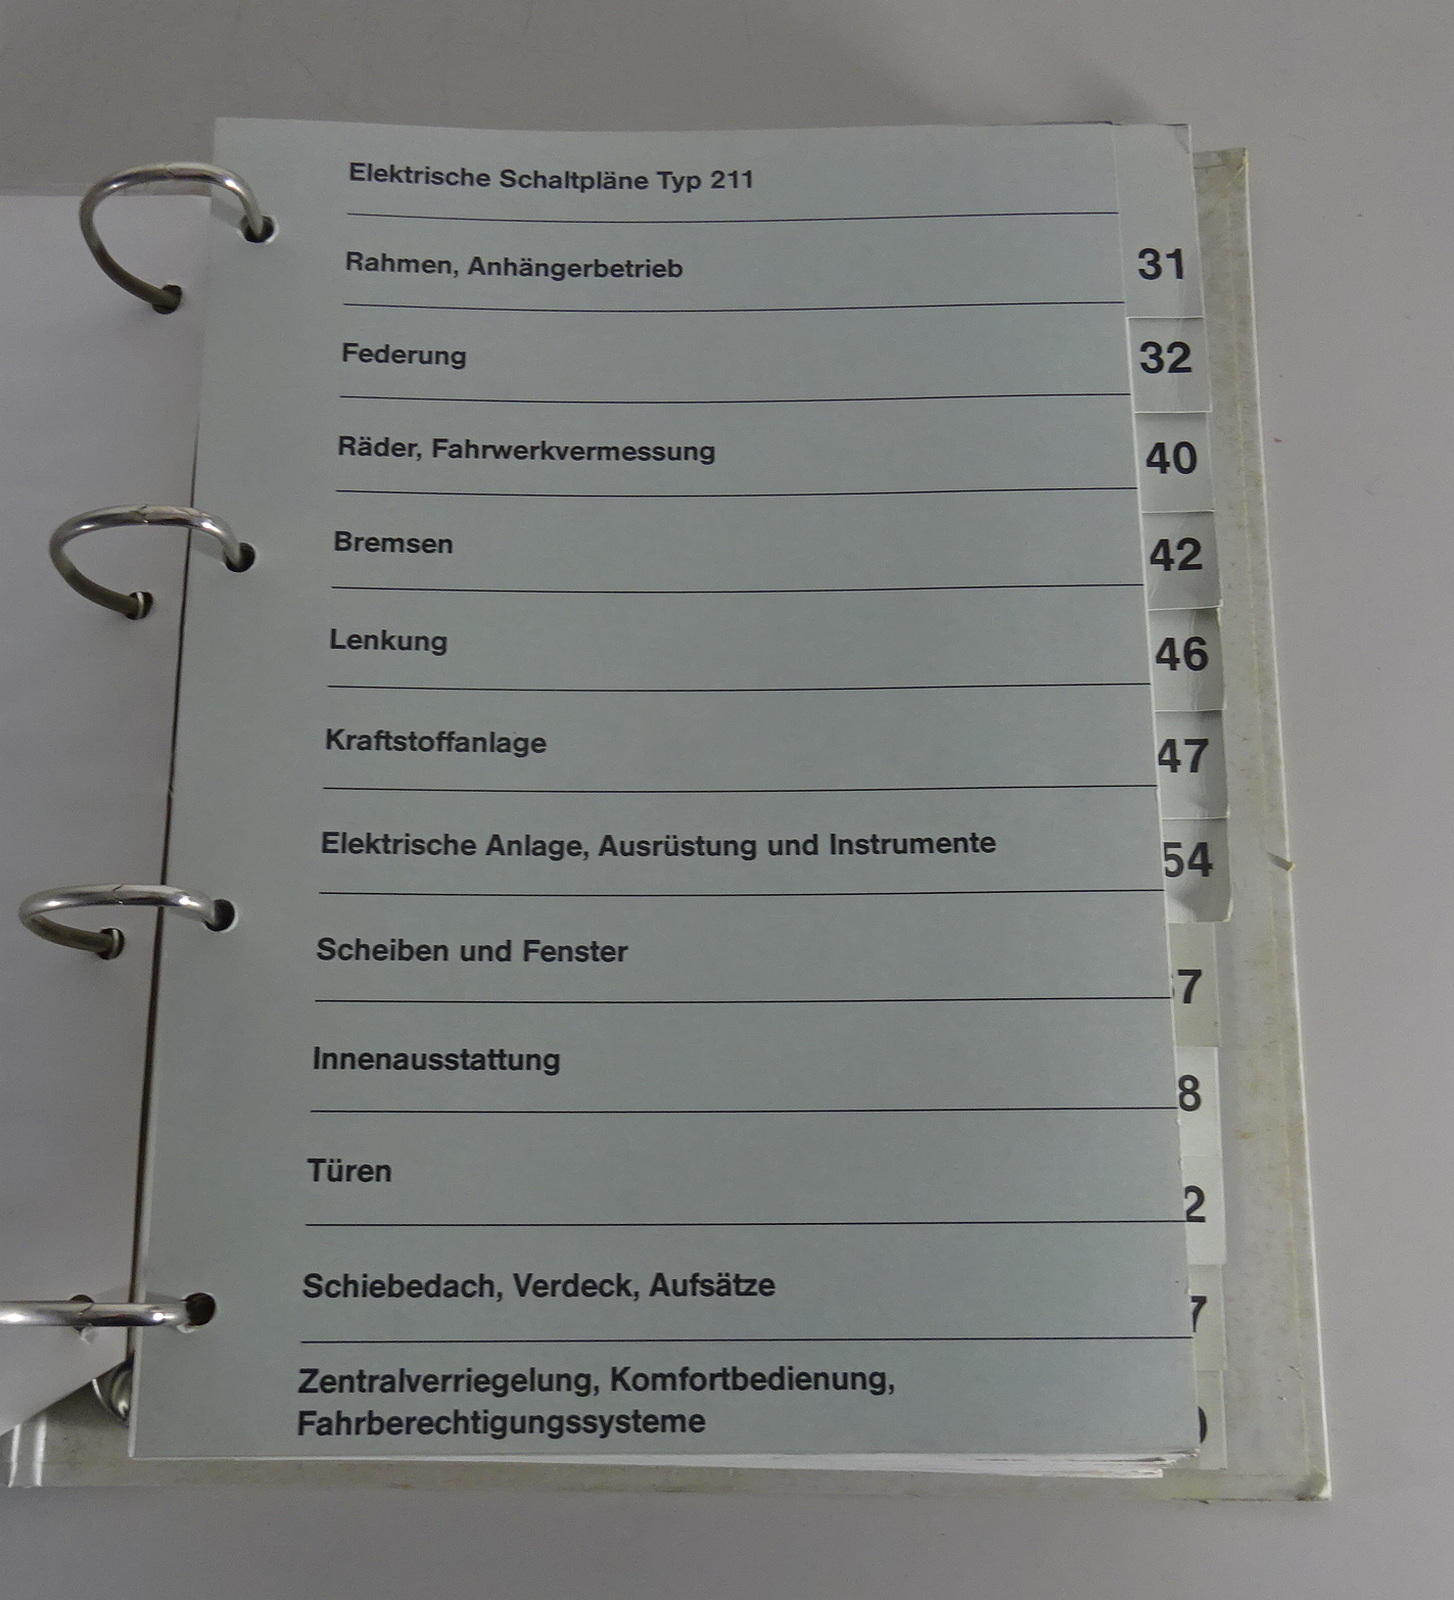 Elektrische Schaltpläne Typ 211
Rahmen, Anhängerbetrieb 31
Federung 32
Räder, Fahrwerkvermessung 40
Bremsen 42
Lenkung 46
Kraftstoffanlage 47
Elektrische Anlage, Ausrüstung und Instrumente 54
Scheiben und Fenster
Innenausstattung
Türen
Schiebedach, Verdeck, Aufsätze
Zentralverriegelung, Komfortbedienung,
Fahrberechtigungssysteme